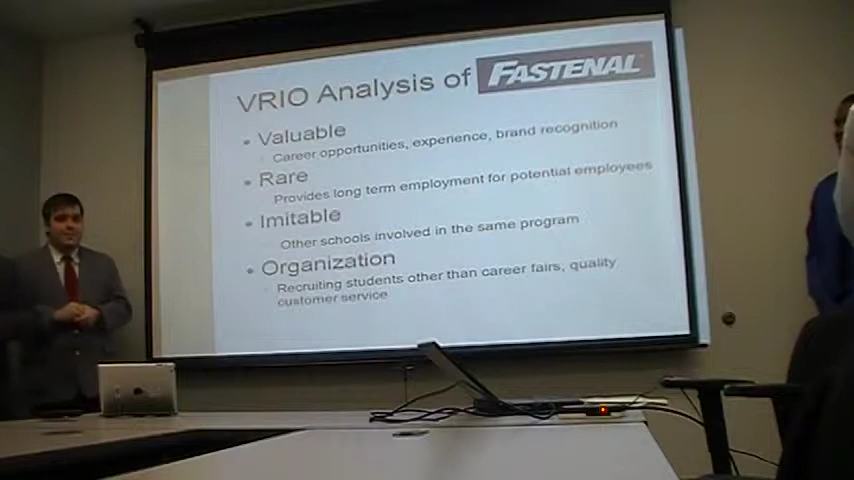 VRIO Analysis of FASTENAL
• Valuable
Career opportunities, experience, brand recognition
• Rare
Provides long term employment for potential employees
• Imitable
Other schools involved in the same program
• Organization
Recruiting students other than career fairs, quality
customer service